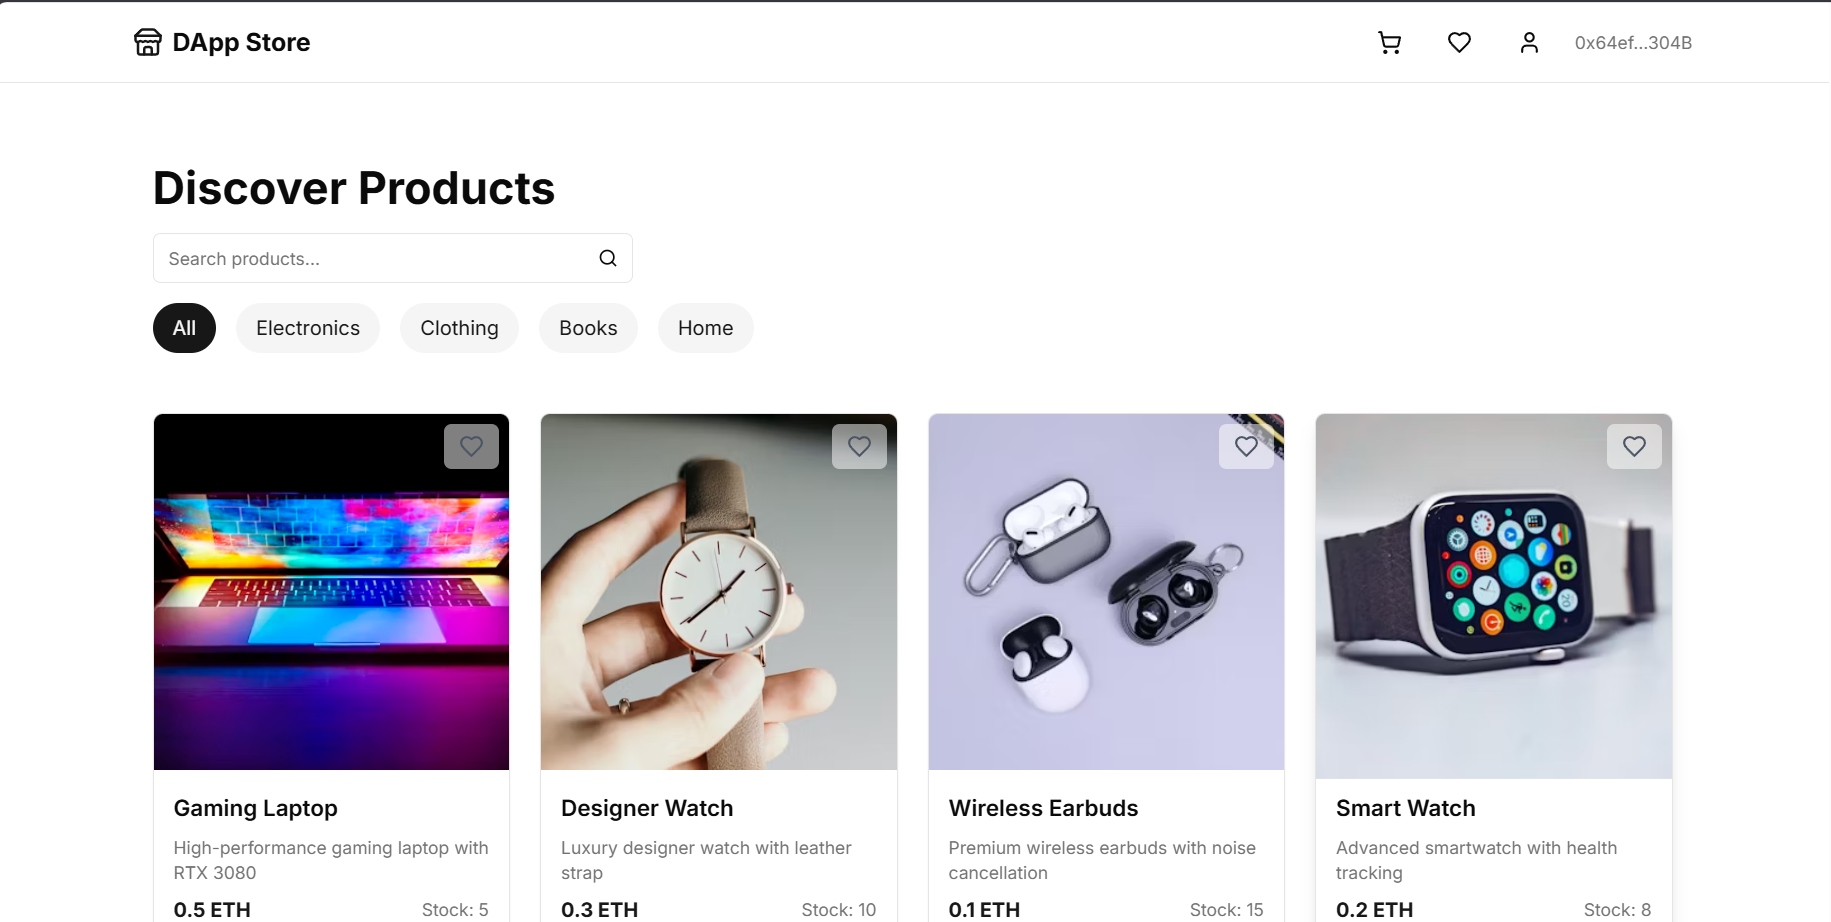 DApp Store
0x64ef...304B
Discover Products
Search products...
All
Electronics
Clothing
Books
Home
Gaming Laptop
High-performance gaming laptop with
RTX 3080
0.5 ETH
Stock: 5
Designer Watch
Luxury designer watch with leather
strap
0.3 ETH
Stock: 10
Wireless Earbuds
Premium wireless earbuds with noise
cancellation
0.1 ETH
Stock: 15
Smart Watch
Advanced smartwatch with health
tracking
0.2 ETH
Stock: 8